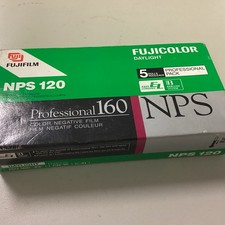 FUJI
FUJIFILM
FUJICOLOR
DAYLIGHT
NPS 120
5
PROFESSIONAL
PACK
Professional 160
NPS
COLOR NEGATIVE FILM
FILM NÉGATIF COULEUR
NPS 120